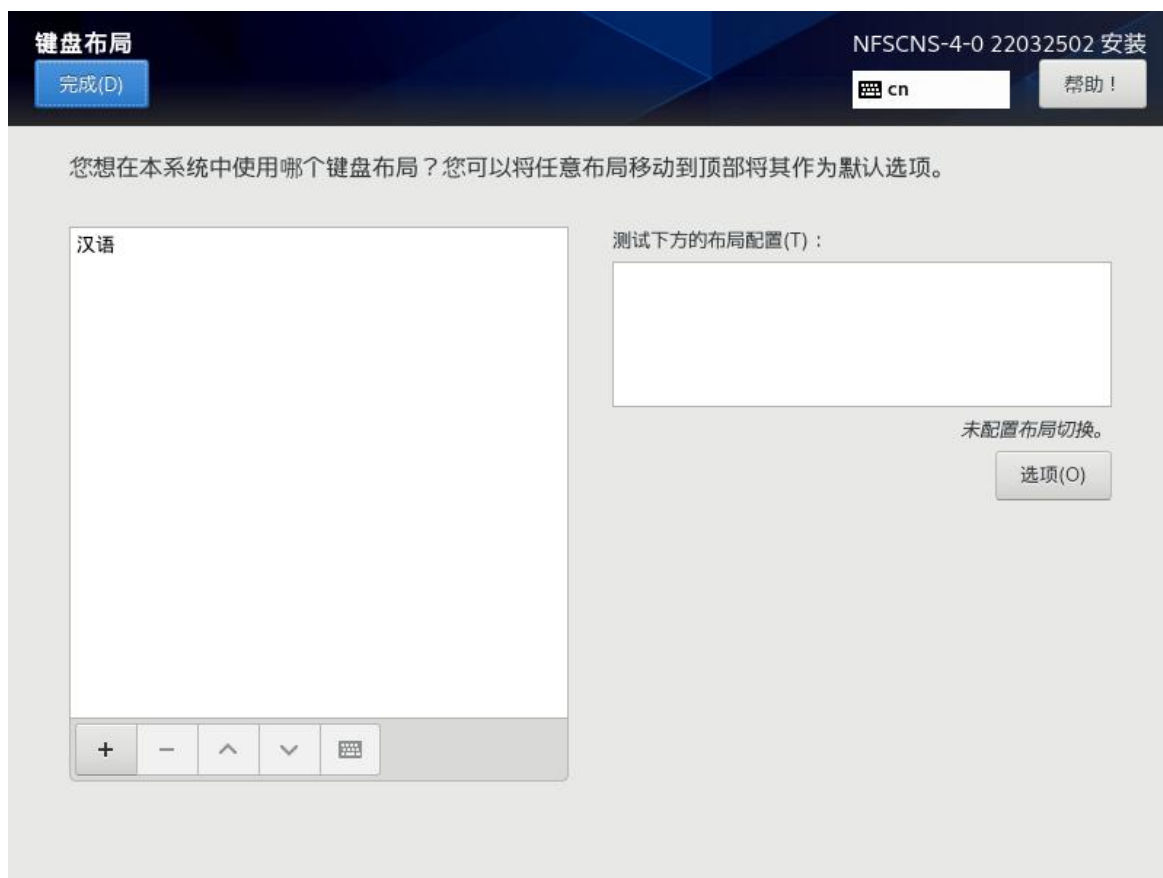 键盘布局
NFSCNS-4-0 22032502 安装
完成(D)
cn
帮助！
您想在本系统中使用哪个键盘布局？您可以将任意布局移动到顶部将其作为默认选项。
汉语
测试下方的布局配置(T)：
未配置布局切换。
选项(O)